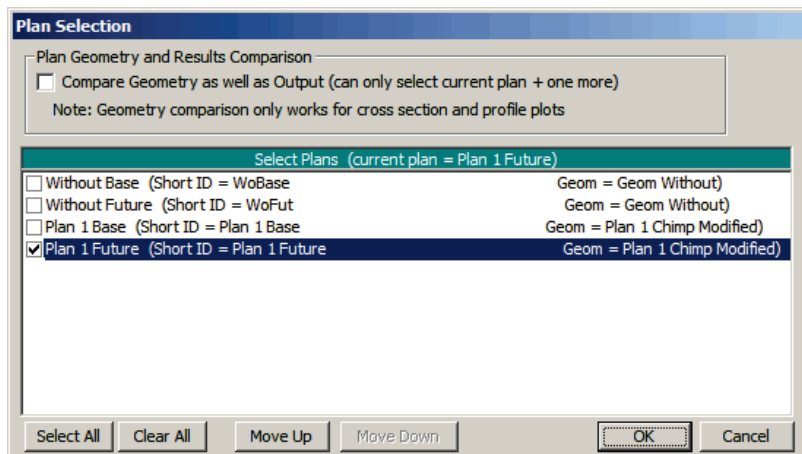 Plan Selection
Plan Geometry and Results Comparison
Compare Geometry as well as Output (can only select current plan + one more)
Note: Geometry comparison only works for cross section and profile plots
Select Plans (current plan = Plan 1 Future)
Without Base (Short ID = WoBase Geom = Geom Without)
Without Future (Short ID = WoFut Geom = Geom Without)
Plan 1 Base (Short ID = Plan 1 Base Geom = Plan 1 Chimp Modified)
Plan 1 Future (Short ID = Plan 1 Future Geom = Plan 1 Chimp Modified)
Select All Clear All Move Up Move Down OK Cancel